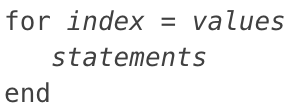 for index = values
   statements
end